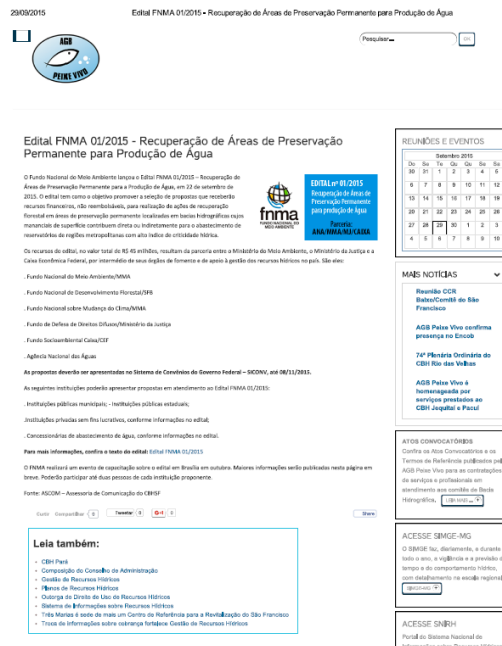 29/09/2015
Edital FNMA 01/2015 - Recuperação de Áreas de Preservação Permanente para Produção de Água
AGB
PEIXE VIVO
Pesquisar...
OK
Edital FNMA 01/2015 - Recuperação de Áreas de Preservação
Permanente para Produção de Água
O Fundo Nacional do Meio Ambiente lançou o Edital FNMA 01/2015 – Recuperação de
Áreas de Preservação Permanente para a Produção de Água, em 22 de setembro de
2015. O edital tem como o objetivo promover a seleção de propostas que receberão
recursos financeiros, não reembolsáveis, para realização de ações de recuperação
florestal em áreas de preservação permanente localizadas em bacias hidrográficas cujos
mananciais de superfície contribuem direta ou indiretamente para o abastecimento de
reservatórios de regiões metropolitanas com alto índice de criticidade hídrica.
fnma
FUNDO NACIONAL DO
MEIO AMBIENTE
EDITAL nº 01/2015
Recuperação de Áreas de
Preservação Permanente
para produção de Água
Parceria:
ANA/MMA/MJ/CAIXA
Os recursos do edital, no valor total de R$ 45 milhões, resultam da parceria entre o Ministério do Meio Ambiente, o Ministério da Justiça e a
Caixa Econômica Federal, por intermédio de seus órgãos de fomento e de apoio à gestão dos recursos hídricos no país. São eles:
. Fundo Nacional do Meio Ambiente/MMA
. Fundo Nacional de Desenvolvimento Florestal/SFB
. Fundo Nacional sobre Mudança do Clima/MMA
. Fundo de Defesa de Direitos Difusos/Ministério da Justiça
. Fundo Socioambiental Caixa/CEF
. Agência Nacional das Águas
As propostas deverão ser apresentadas no Sistema de Convênios do Governo Federal – SICONV, até 08/11/2015.
As seguintes instituições poderão apresentar propostas em atendimento ao Edital FNMA 01/2015:
. Instituições públicas municipais; - Instituições públicas estaduais;
.Instituições privadas sem fins lucrativos, conforme informações no edital;
. Concessionárias de abastecimento de água, conforme informações no edital.
Para mais informações, confira o texto do edital: Edital FNMA 01/2015
O FNMA realizará um evento de capacitação sobre o edital em Brasília em outubro. Maiores informações serão publicadas nesta página em
breve. Poderão participar até duas pessoas de cada instituição proponente.
Fonte: ASCOM – Assessoria de Comunicação do CBHSF
Curtir Compartilhar 0 Tweetar 0 G+1 0
Share
Leia também:
CBH Pará
Composição do Conselho de Administração
Gestão de Recursos Hídricos
Planos de Recursos Hídricos
Outorga de Direito de Uso de Recursos Hídricos
Sistema de Informações sobre Recursos Hídricos
Três Marias é sede de mais um Centro de Referência para a Revitalização do São Francisco
Troca de informações sobre cobrança fortalece Gestão de Recursos Hídricos
REUNIÕES E EVENTOS
Setembro 2015
Do Se Te Qu Qu Se Sa
30 31 1 2 3 4 5
6 7 8 9 10 11 12
13 14 15 16 17 18 19
20 21 22 23 24 25 26
27 28 29 30 1 2 3
4 5 6 7 8 9 10
MAIS NOTÍCIAS
Reunião CCR
Baixo/Comitê do São
Francisco
AGB Peixe Vivo confirma
presença no Encob
74ª Plenária Ordinária do
CBH Rio das Velhas
AGB Peixe Vivo é
homenageada por
serviços prestados ao
CBH Jequitaí e Pacuí
ATOS CONVOCATÓRIOS
Confira os Atos Convocatórios e os
Termos de Referência publicados pela
AGB Peixe Vivo para as contratações
de serviços e profissionais em
atendimento aos comitês de Bacia
Hidrográfica. LEIA MAIS ...
ACESSE SIMGE-MG
O SIMGE faz, diariamente, e durante
todo o ano, a vigilância e a previsão do
tempo e do comportamento hídrico,
com detalhamento na escala regional.
SIMGE-MG
ACESSE SNIRH
Portal do Sistema Nacional de